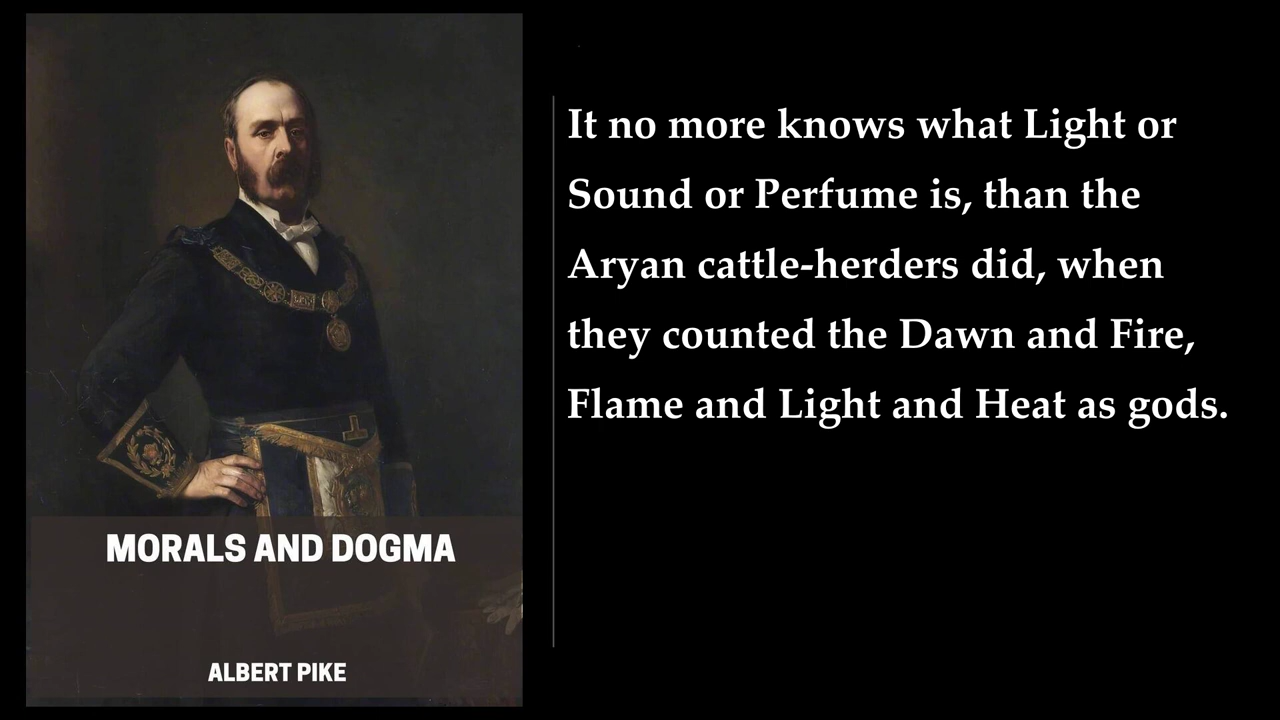 MORALS AND DOGMA
ALBERT PIKE
It no more knows what Light or
Sound or Perfume is, than the
Aryan cattle-herders did, when
they counted the Dawn and Fire,
Flame and Light and Heat as gods.